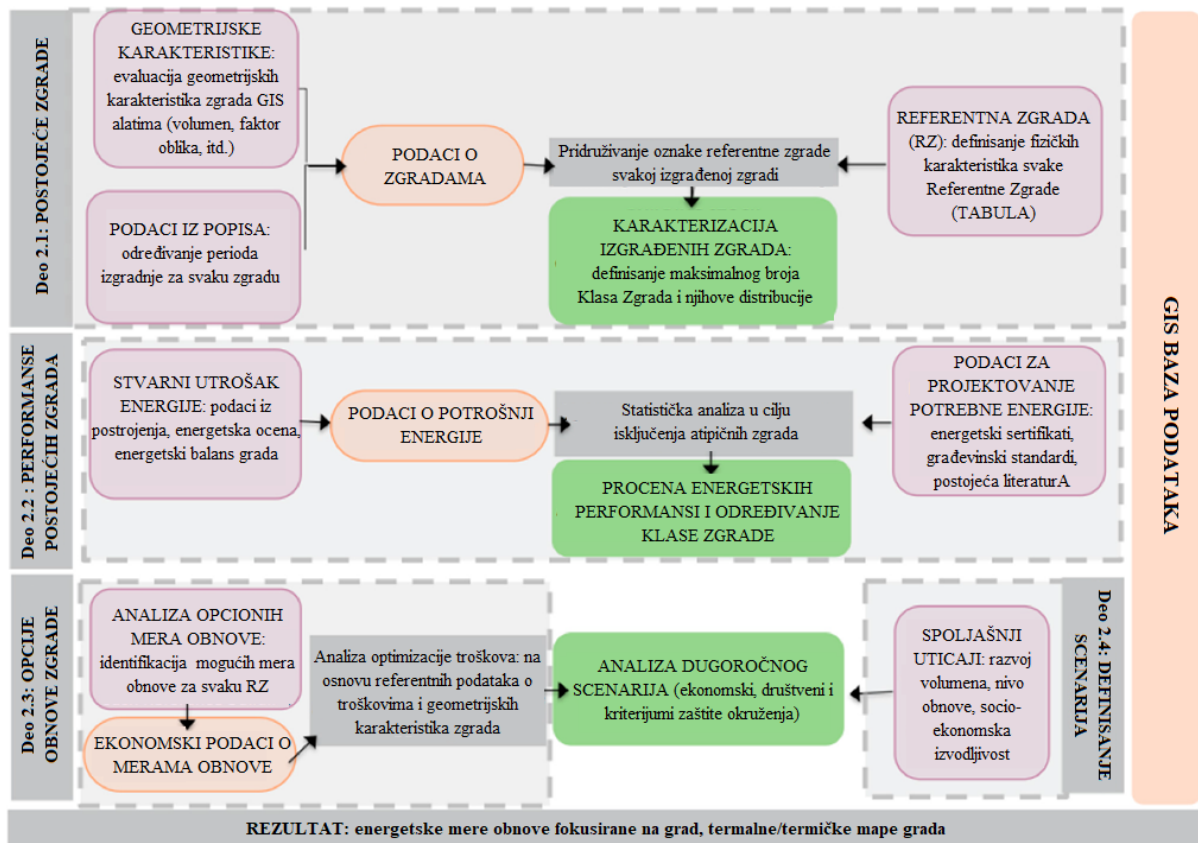 Deo 2.1: POSTOJEĆE ZGRADE
GEOMETRIJSKE
KARAKTERISTIKE:
evaluacija geometrijskih
karakteristika zgrada GIS
alatima (volumen, faktor
oblika, itd.)
PODACI IZ POPISA:
određivanje perioda
izgradnje za svaku zgradu
PODACI O
ZGRADAMA
Pridruživanje oznake referentne zgrade
svakoj izgrađenoj zgradi
KARAKTERIZACIJA
IZGRAĐENIH ZGRADA:
definisanje maksimalnog broja
Klasa Zgrada i njihove distribucije
REFERENTNA ZGRADA
(RZ): definisanje fizičkih
karakteristika svake
Referentne Zgrade
(TABULA)
Deo 2.2 : PERFORMANSE
POSTOJEĆIH ZGRADA
STVARNI UTROŠAK
ENERGIJE: podaci iz
postrojenja, energetska ocena,
energetski balans grada
PODACI O POTROŠNJI
ENERGIJE
Statistička analiza u cilju
isključenja atipičnih zgrada
PROCENA ENERGETSKIH
PERFORMANSI I ODREĐIVANJE
KLASE ZGRADE
PODACI ZA
PROJEKTOVANJE
POTREBNE ENERGIJE:
energetski sertifikati,
građevinski standardi,
postojeća literaturA
Deo 2.3: OPCIJE
OBNOVE ZGRADE
ANALIZA OPCIONIH
MERA OBNOVE:
identifikacija mogućih mera
obnove za svaku RZ
EKONOMSKI PODACI O
MERAMA OBNOVE
Analiza optimizacije troškova: na
osnovu referentnih podataka o
troškovima i geometrijskih
karakteristika zgrada
ANALIZA DUGOROČNOG
SCENARIJA (ekonomski, društveni i
kriterijumi zaštite okruženja)
SPOLJAŠNJI
UTICAJI: razvoj
volumena, nivo
obnove, socio-
ekonomska
izvodljivost
Deo 2.4: DEFINISANJE
SCENARIJA
GIS BAZA PODATAKA
REZULTAT: energetske mere obnove fokusirane na grad, termalne/termičke mape grada